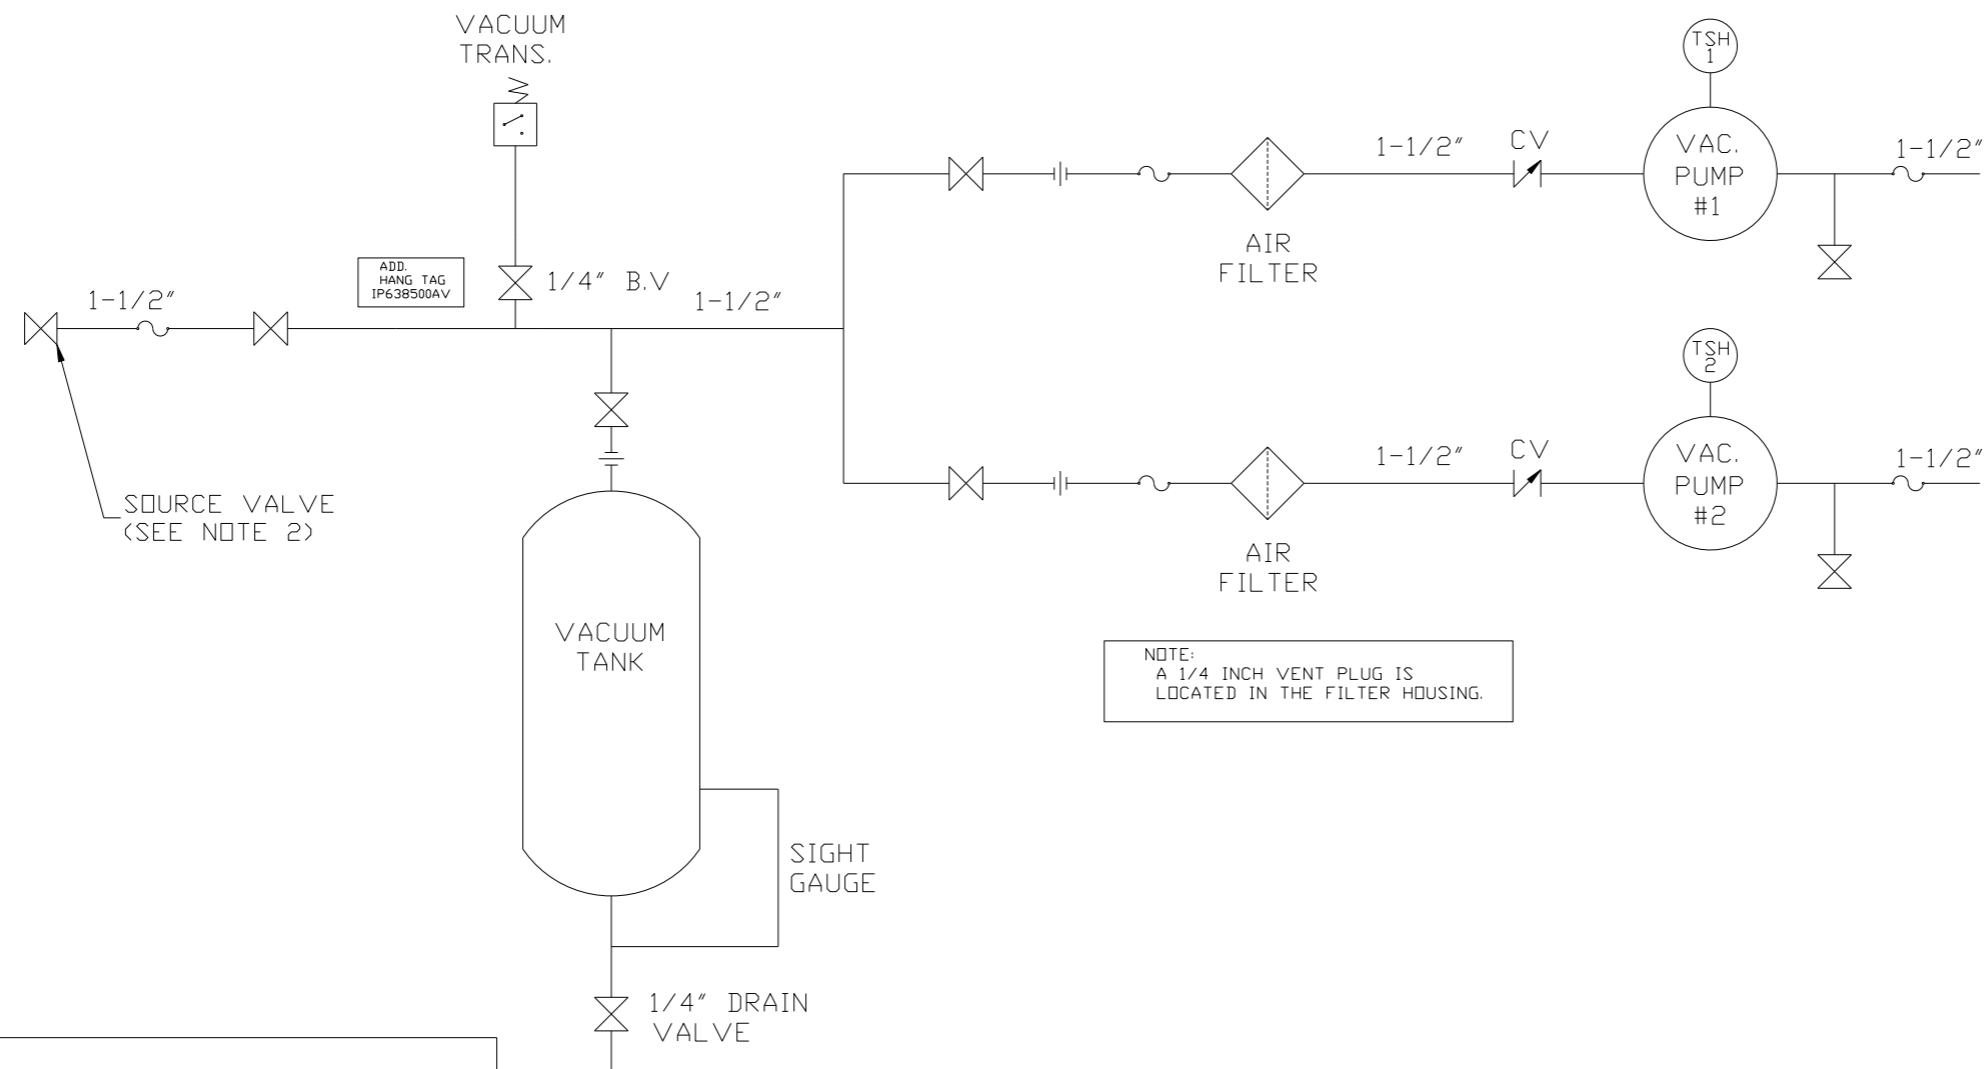 VACUUM
TRANS.
TSH
1
1-1/2"
CV
VAC.
PUMP
#1
1-1/2"
AIR
FILTER
ADD.
HANG TAG
IP638500AV
1/4" B.V
1-1/2"
1-1/2"
TSH
2
1-1/2"
CV
VAC.
PUMP
#2
1-1/2"
SOURCE VALVE
(SEE NOTE 2)
AIR
FILTER
VACUUM
TANK
NOTE:
A 1/4 INCH VENT PLUG IS
LOCATED IN THE FILTER HOUSING.
SIGHT
GAUGE
1/4" DRAIN
VALVE